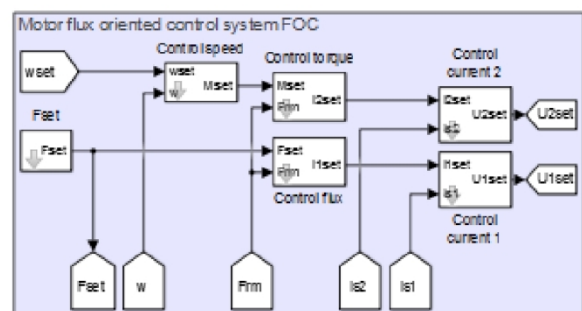 Motor flux oriented control system FOC
Control speed
Control torque
Control
current 2
wset
wset
w
Mset
Mset
Frm
I2set
I2set
Is2
U2set
U2set
Fset
Fset
Fset
Frm
I1set
Control flux
I1set
Is1
U1set
U1set
Control
current 1
Fset
w
Frm
Is2
Is1